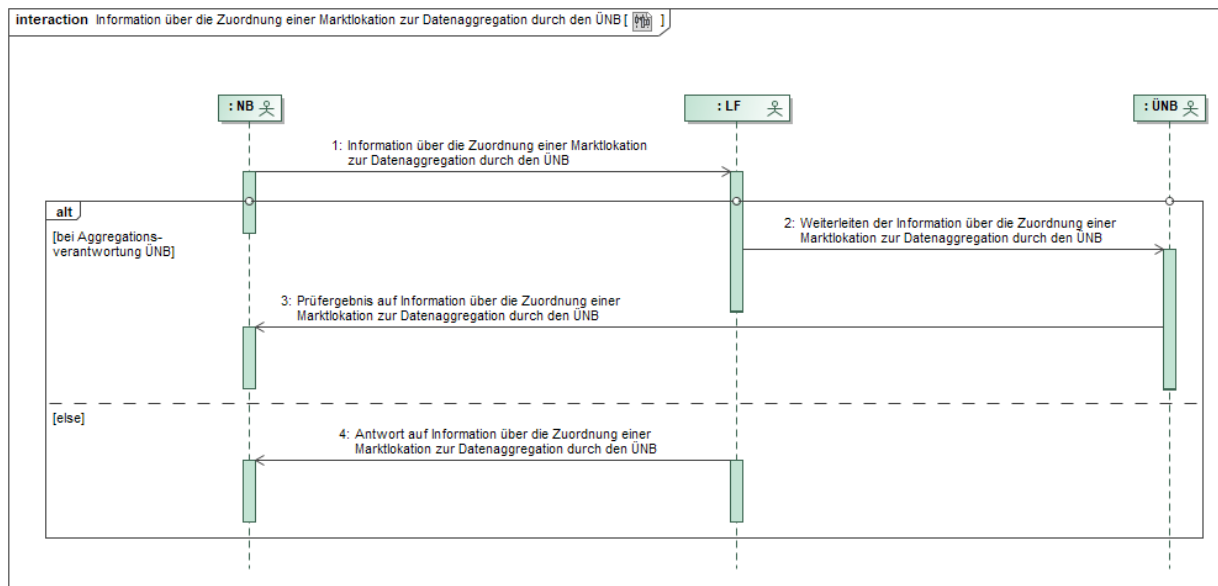 interaction Information über die Zuordnung einer Marktlokation zur Datenaggregation durch den ÜNB [ ]
: NB
: LF
: ÜNB
1: Information über die Zuordnung einer Marktlokation
zur Datenaggregation durch den ÜNB
alt
[bei Aggregations-
verantwortung ÜNB]
2: Weiterleiten der Information über die Zuordnung einer
Marktlokation zur Datenaggregation durch den ÜNB
3: Prüfergebnis auf Information über die Zuordnung einer
Marktlokation zur Datenaggregation durch den ÜNB
[else]
4: Antwort auf Information über die Zuordnung einer
Marktlokation zur Datenaggregation durch den ÜNB